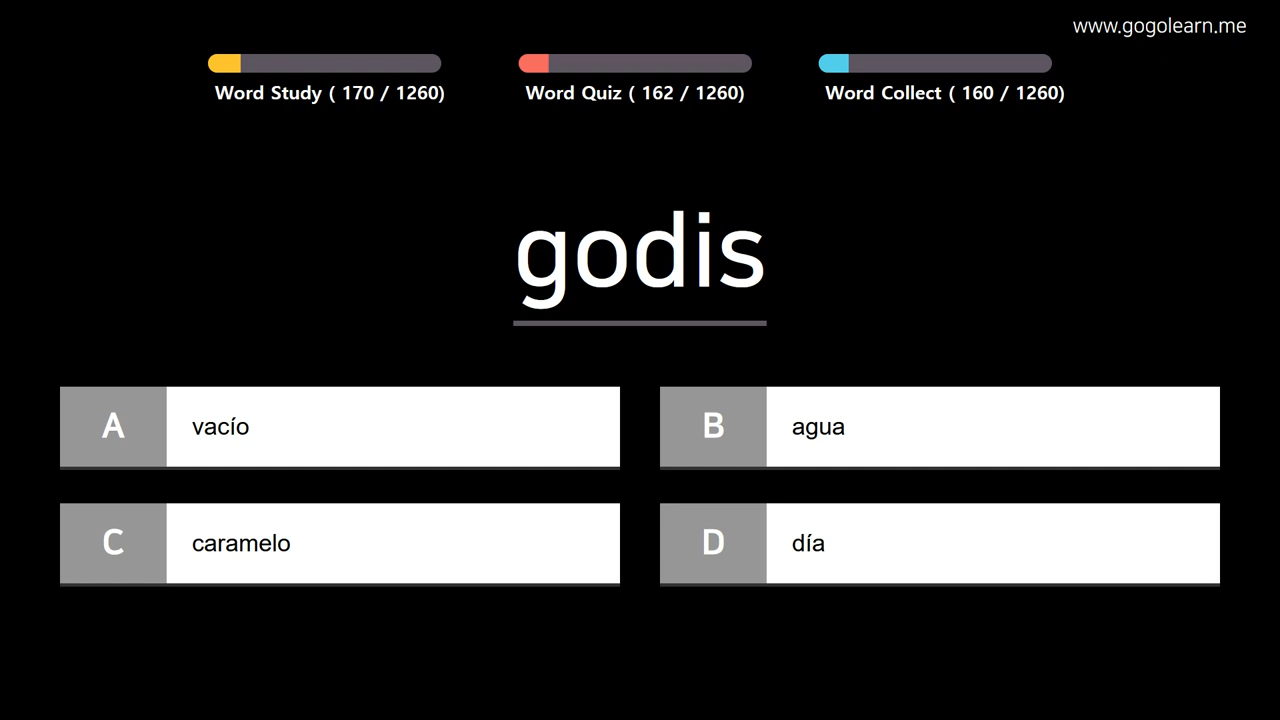 www.gogolearn.me
Word Study ( 170 / 1260)
Word Quiz ( 162 / 1260)
Word Collect ( 160 / 1260)
godis
A vacío
B agua
C caramelo
D día